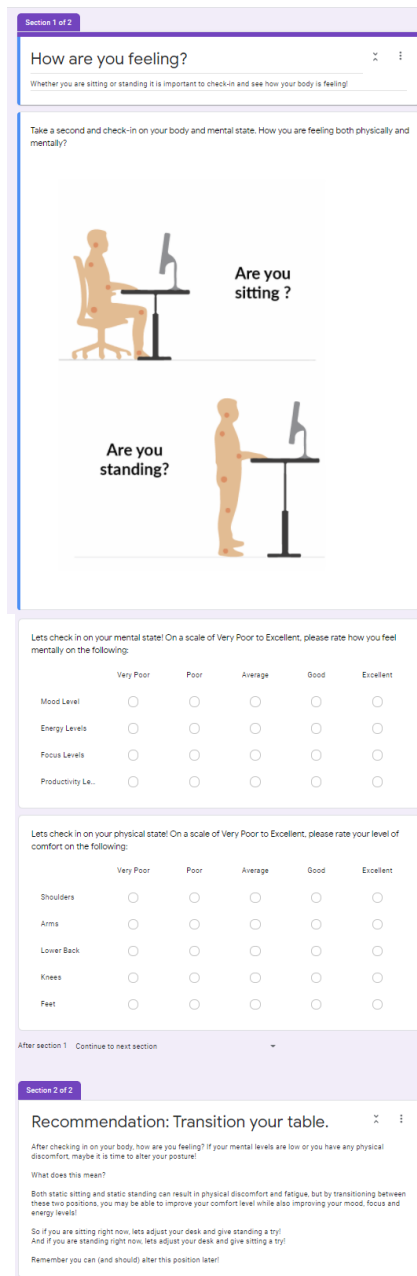 Section 1 of 2
How are you feeling?
Whether you are sitting or standing it is important to check-in and see how your body is feeling!
Take a second and check-in on your body and mental state. How you are feeling both physically and
mentally?
Are you
sitting ?
Are you
standing?
Lets check in on your mental state! On a scale of Very Poor to Excellent, please rate how you feel
mentally on the following:
Very Poor Poor Average Good Excellent
Mood Level
Energy Levels
Focus Levels
Productivity Le...
Lets check in on your physical state! On a scale of Very Poor to Excellent, please rate your level of
comfort on the following:
Very Poor Poor Average Good Excellent
Shoulders
Arms
Lower Back
Knees
Feet
After section 1 Continue to next section
Section 2 of 2
Recommendation: Transition your table.
After checking in on your body, how are you feeling? If your mental levels are low or you have any physical
discomfort, maybe it is time to alter your posture!
What does this mean?
Both static sitting and static standing can result in physical discomfort and fatigue, but by transitioning between
these two positions, you may be able to improve your comfort level while also improving your mood, focus and
energy levels!
So if you are sitting right now, lets adjust your desk and give standing a try!
And if you are standing right now, lets adjust your desk and give sitting a try!
Remember you can (and should) alter this position later!